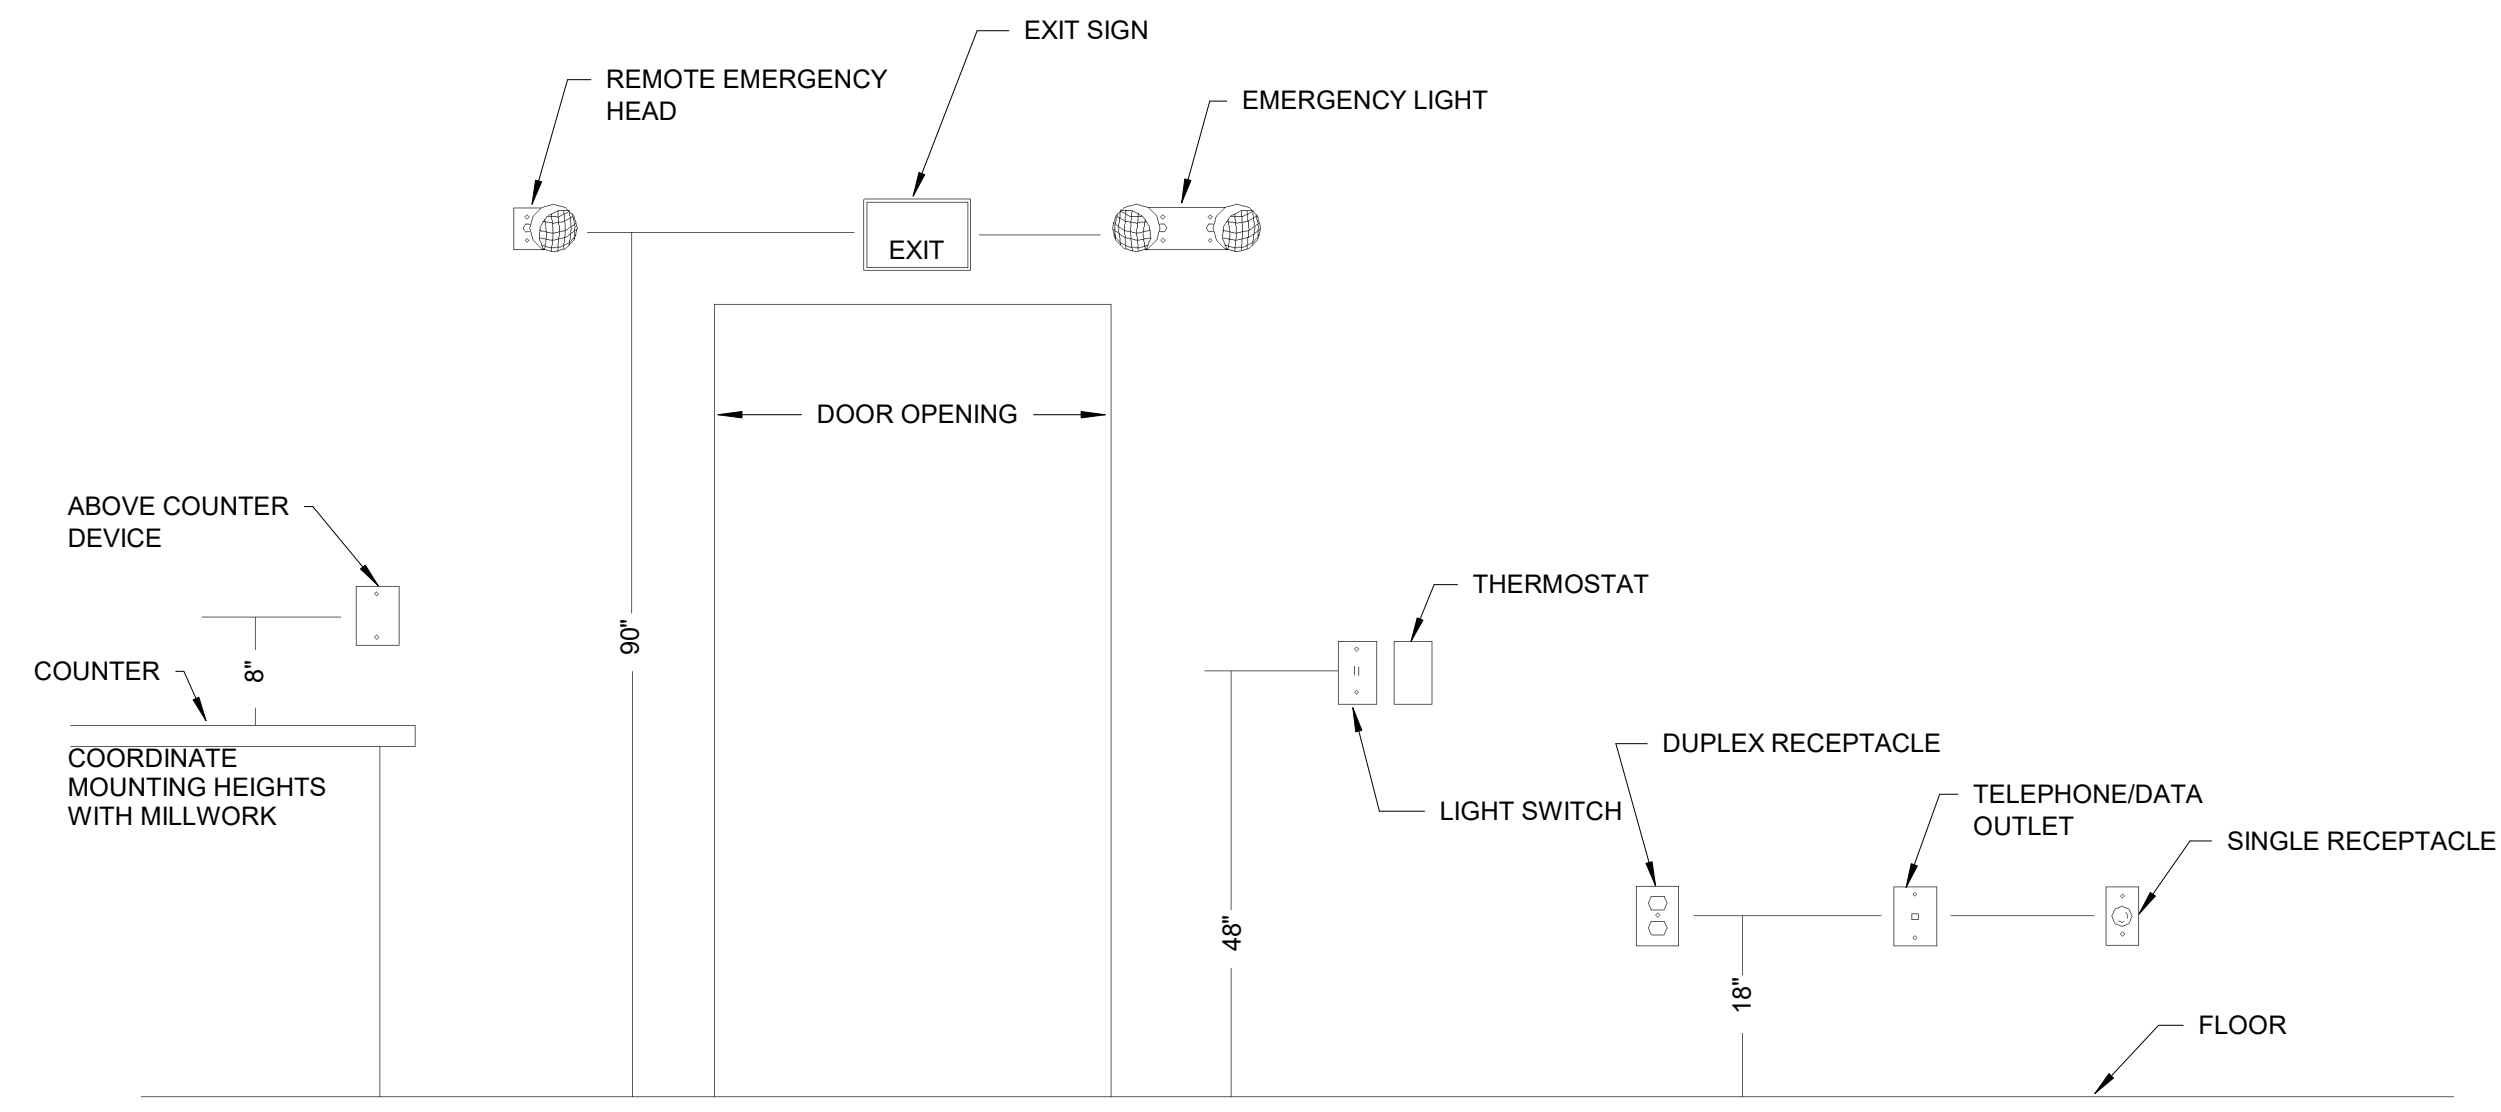 EXIT SIGN
REMOTE EMERGENCY
HEAD
EMERGENCY LIGHT
EXIT
DOOR OPENING
ABOVE COUNTER
DEVICE
THERMOSTAT
90"
COUNTER
8"
COORDINATE
MOUNTING HEIGHTS
WITH MILLWORK
DUPLEX RECEPTACLE
LIGHT SWITCH
TELEPHONE/DATA
OUTLET
SINGLE RECEPTACLE
48"
18"
FLOOR